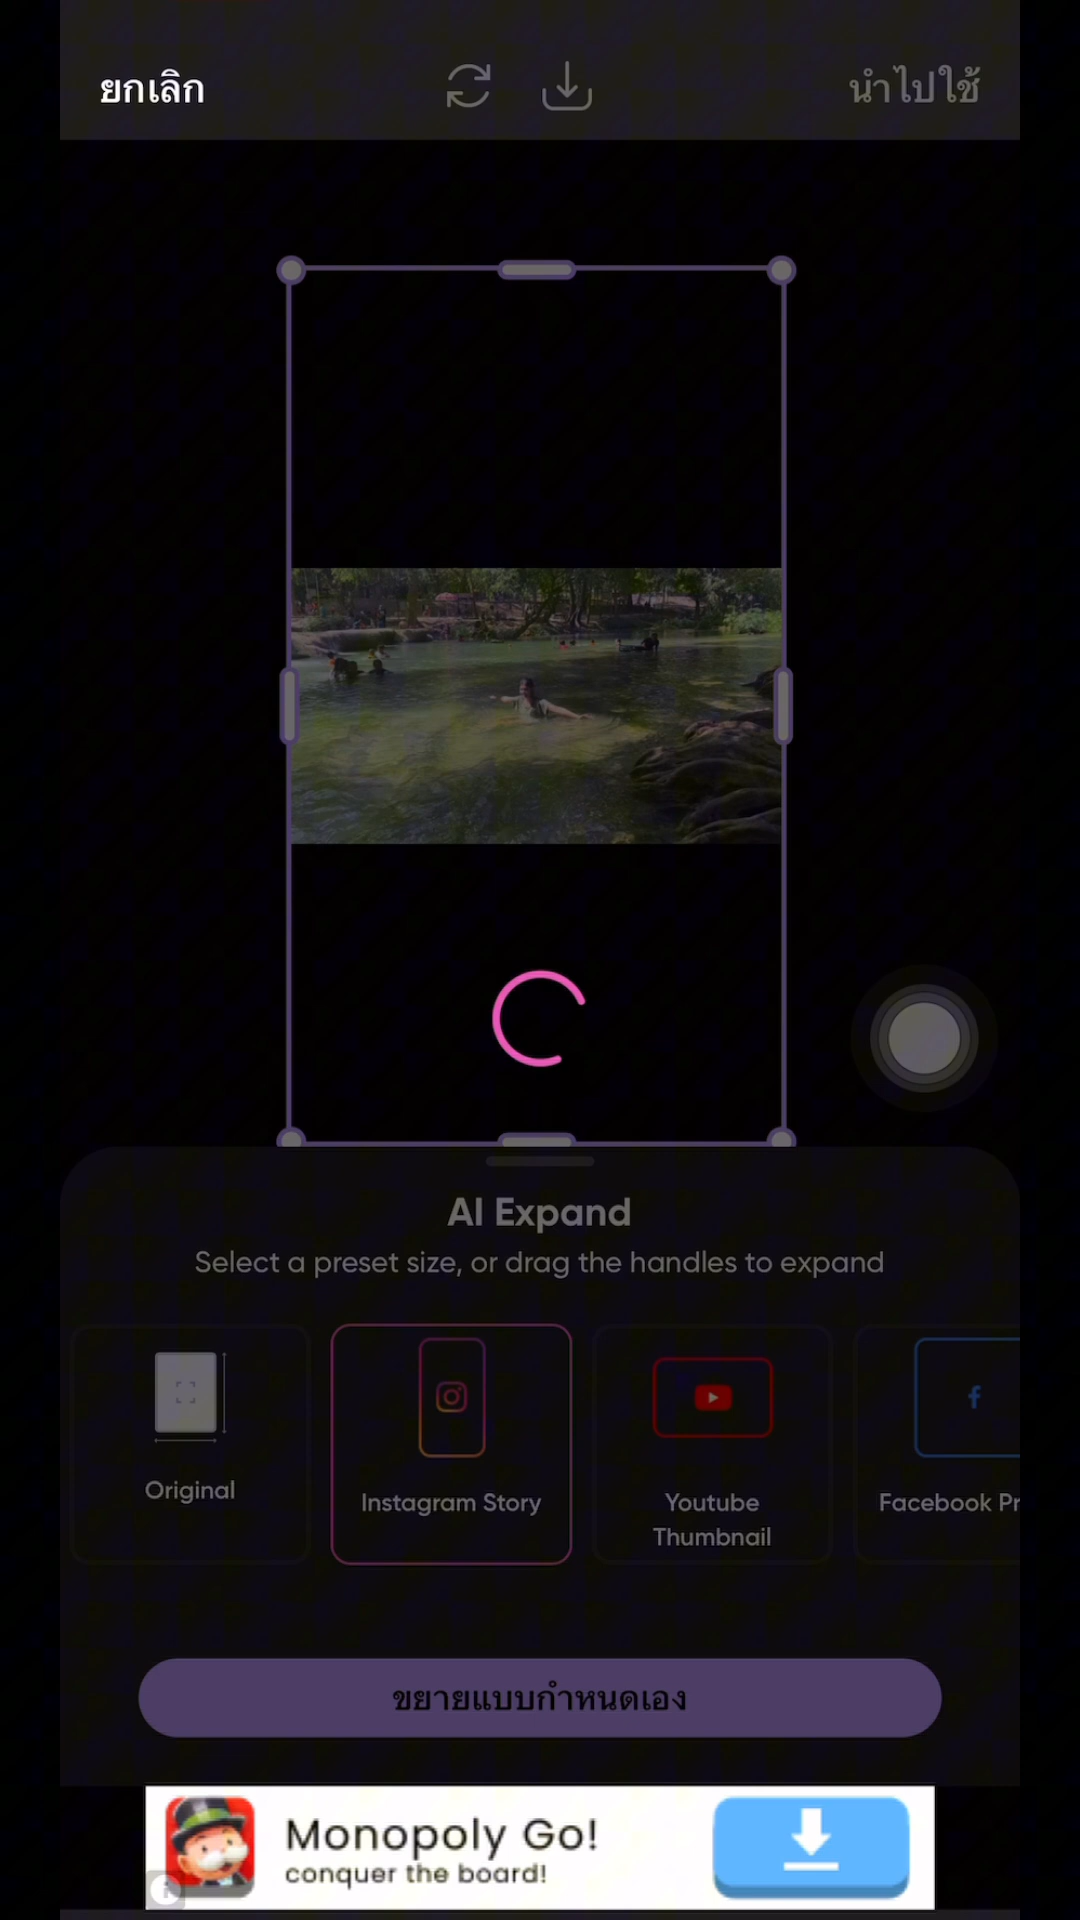 ยกเลิก
นำไปใช้
AI Expand
Select a preset size, or drag the handles to expand
Original
Instagram Story
Youtube
Thumbnail
Facebook Pr
ขยายแบบกำหนดเอง
Monopoly Go!
conquer the board!